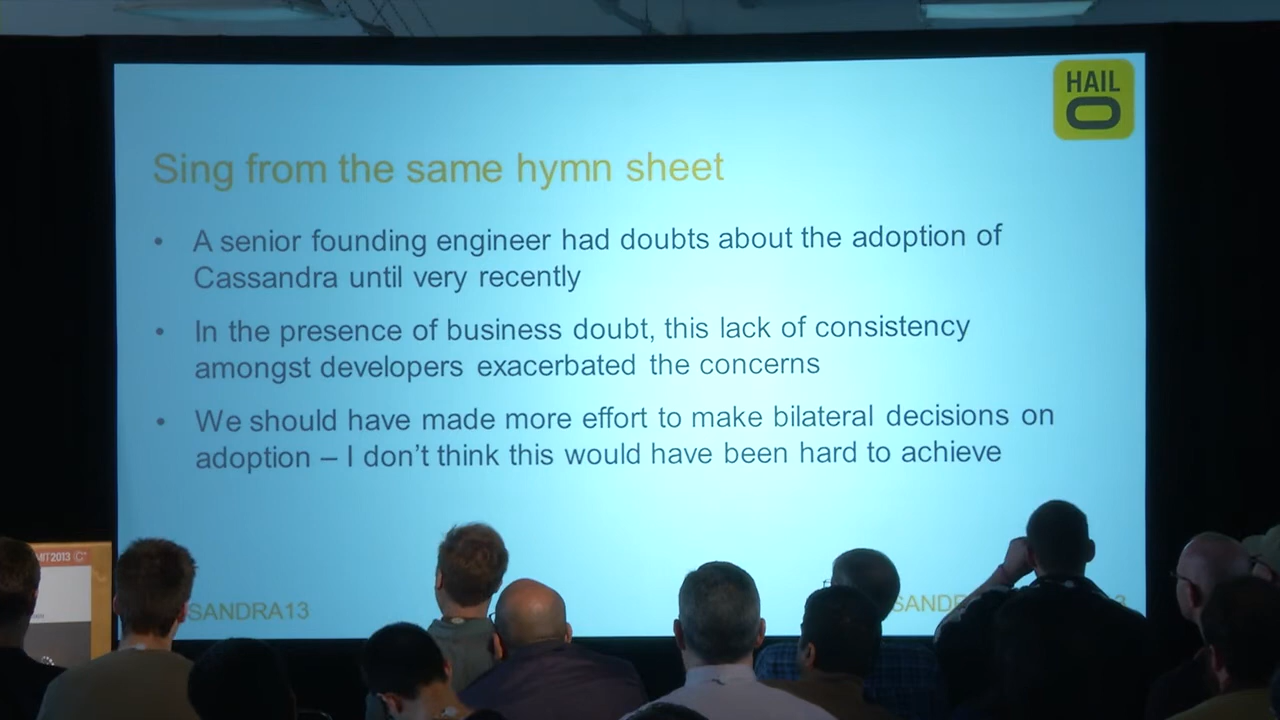 HAIL
O
Sing from the same hymn sheet
• A senior founding engineer had doubts about the adoption of
Cassandra until very recently
• In the presence of business doubt, this lack of consistency
amongst developers exacerbated the concerns
• We should have made more effort to make bilateral decisions on
adoption – I don’t think this would have been hard to achieve
MIT2013
SANDRA13
SAND